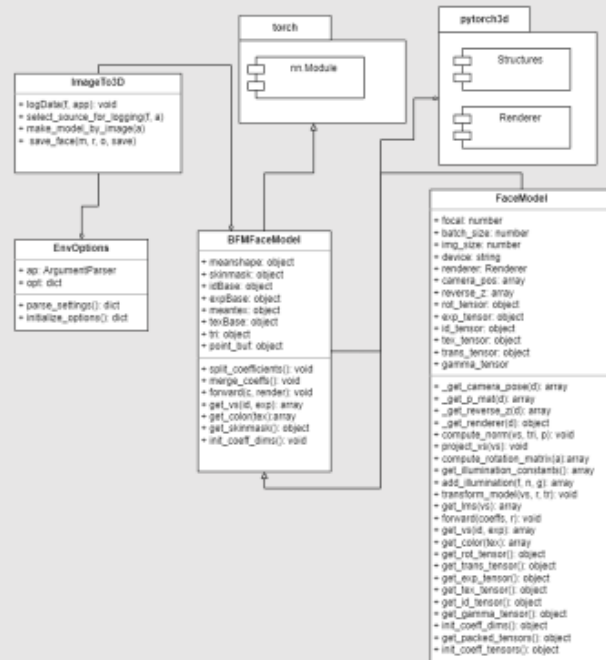 torch
nn.Module
pytorch3d
Structures
Renderer
ImageTo3D
+ logData(f, app): void
+ select_source_for_logging(f, a)
+ make_model_by_image(a)
+ save_face(m, r, o, save)
EnvOptions
+ ap: ArgumentParser
+ opt: dict
+ parse_settings(): dict
+ initialize_options(): dict
BFMFaceModel
+ meanshape: object
+ skinmask: object
+ idBase: object
+ expBase: object
+ meantex: object
+ texBase: object
+ tri: object
+ point_buf: object
+ split_coefficients(): void
+ merge_coeffs(): void
+ forward(c, render): void
+ get_vs(id, exp): array
+ get_color(tex):array
+ get_skinmask(): object
+ init_coeff_dims(): void
FaceModel
+ focal: number
+ batch_size: number
+ img_size: number
+ device: string
+ renderer: Renderer
+ camera_pos: array
+ reverse_z: array
+ rot_tensor: object
+ exp_tensor: object
+ id_tensor: object
+ tex_tensor: object
+ trans_tensor: object
+ gamma_tensor
+ _get_camera_pose(d): array
+ _get_p_mat(d): array
+ _get_reverse_z(d): array
+ _get_renderer(d): object
+ compute_norm(vs, tri, p): void
+ project_vs(vs): void
+ compute_rotation_matrix(a):array
+ get_illumination_constants(): array
+ add_illumination(f, n, g): array
+ transform_model(vs, r, tr): void
+ get_lms(vs): array
+ forward(coeffs, r): void
+ get_vs(id, exp): array
+ get_color(tex): array
+ get_rot_tensor(): object
+ get_trans_tensor(): object
+ get_exp_tensor(): object
+ get_tex_tensor(): object
+ get_id_tensor(): object
+ get_gamma_tensor(): object
+ init_coeff_dims(): object
+ get_packed_tensors(): object
+ init_coeff_tensors(): object